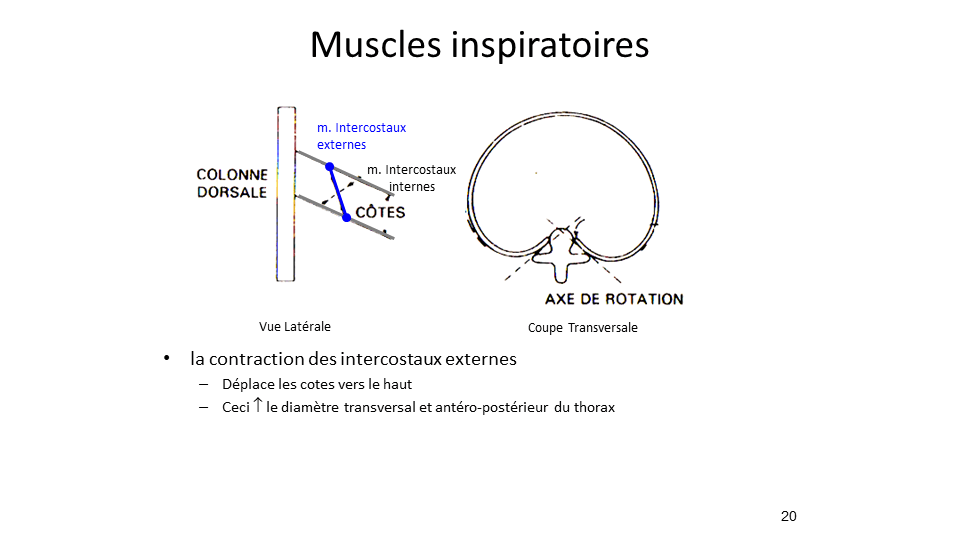 Muscles inspiratoires
m. Intercostaux
externes
m. Intercostaux
internes
COLONNE
DORSALE
CÔTES
AXE DE ROTATION
Vue Latérale
Coupe Transversale
• la contraction des intercostaux externes
– Déplace les cotes vers le haut
– Ceci ↑ le diamètre transversal et antéro-postérieur du thorax
20